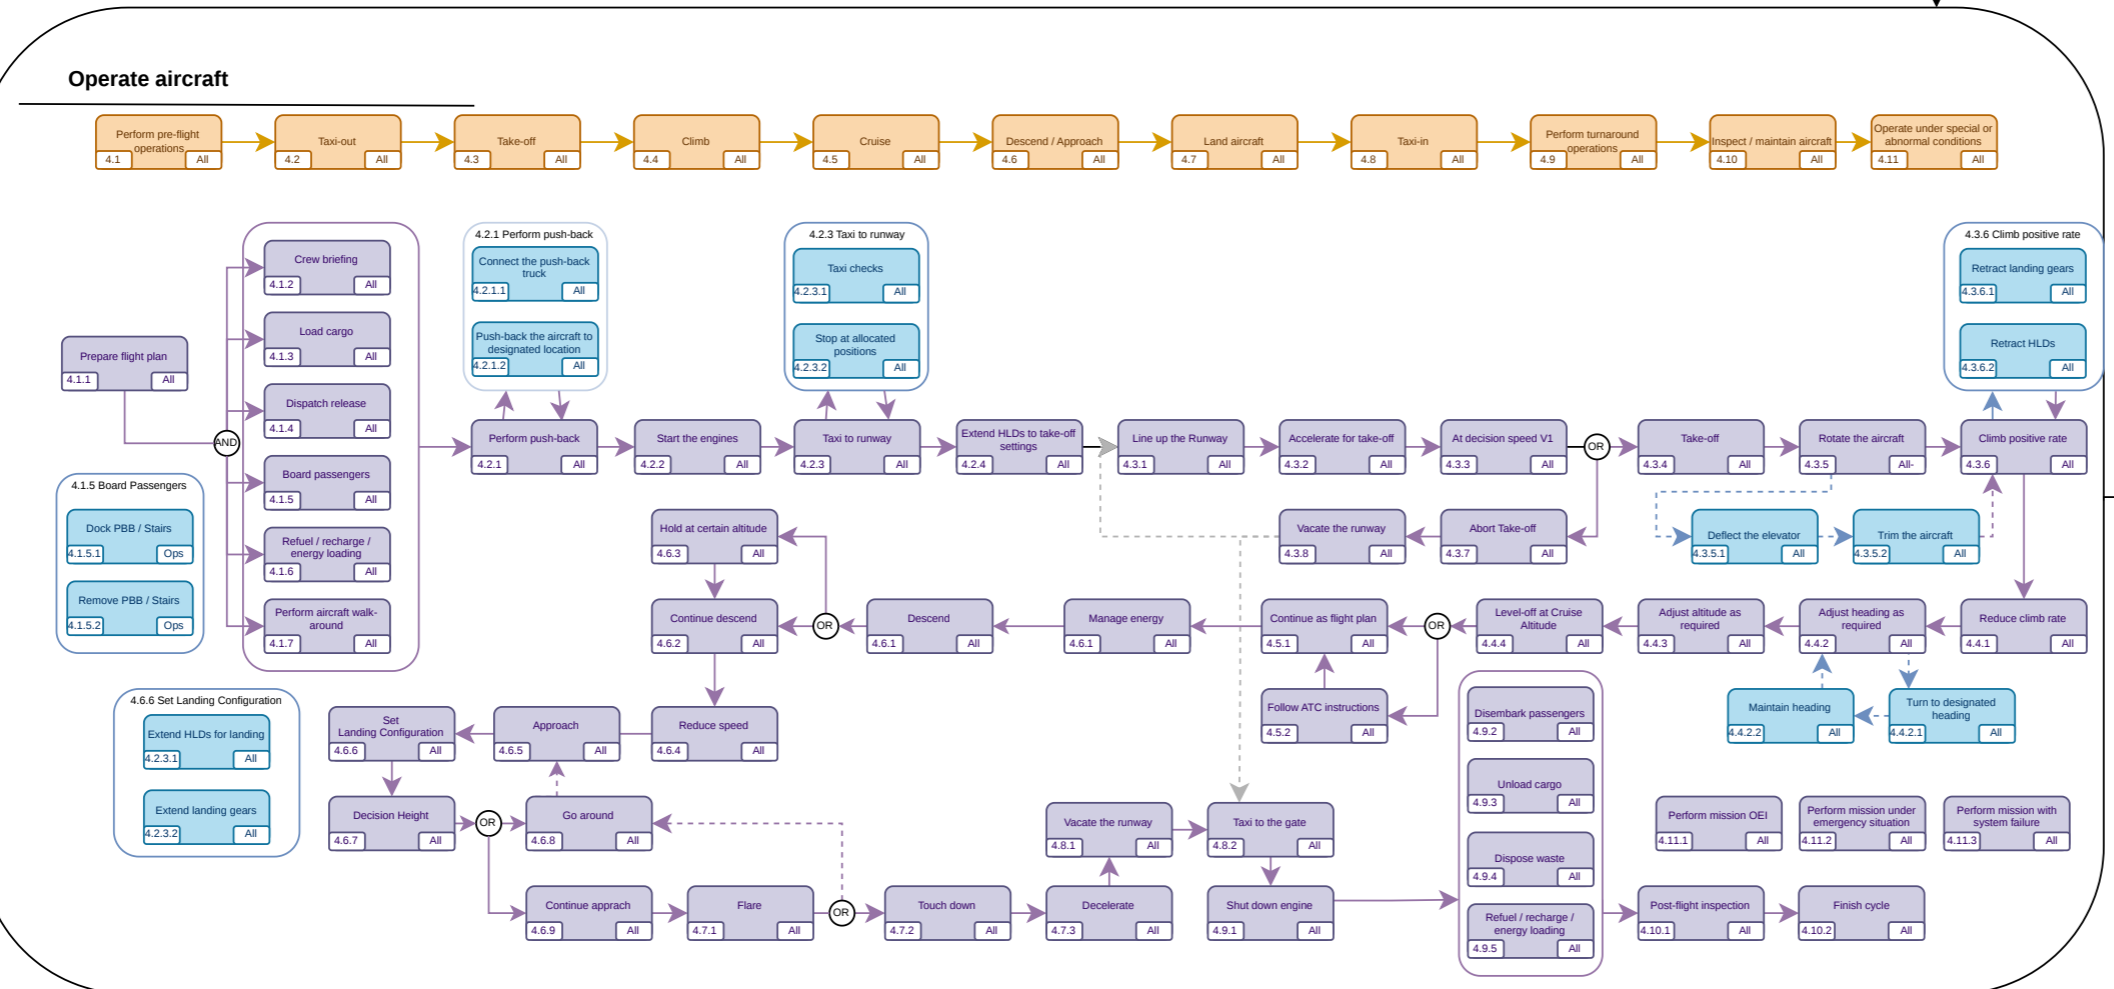 Operate aircraft
Perform pre-flight
operations
4.1
All
Taxi-out
4.2
All
Take-off
4.3
All
Climb
4.4
All
Cruise
4.5
All
Descend / Approach
4.6
All
Land aircraft
4.7
All
Taxi-in
4.8
All
Perform turnaround
operations
4.9
All
Inspect / maintain aircraft
4.10
All
Operate under special or
abnormal conditions
4.11
All
Prepare flight plan
4.1.1
All
AND
Crew briefing
4.1.2
All
Load cargo
4.1.3
All
Dispatch release
4.1.4
All
Board passengers
4.1.5
All
Refuel / recharge /
energy loading
4.1.6
All
Perform aircraft walk-
around
4.1.7
All
4.1.5 Board Passengers
Dock PBB / Stairs
4.1.5.1
Ops
Remove PBB / Stairs
4.1.5.2
Ops
4.2.1 Perform push-back
Connect the push-back
truck
4.2.1.1
All
Push-back the aircraft to
designated location
4.2.1.2
All
4.2.3 Taxi to runway
Taxi checks
4.2.3.1
All
Stop at allocated
positions
4.2.3.2
All
4.3.6 Climb positive rate
Retract landing gears
4.3.6.1
All
Retract HLDs
4.3.6.2
All
Perform push-back
4.2.1
All
Start the engines
4.2.2
All
Taxi to runway
4.2.3
All
Extend HLDs to take-off
settings
4.2.4
All
Line up the Runway
4.3.1
All
Accelerate for take-off
4.3.2
All
At decision speed V1
4.3.3
All
OR
Take-off
4.3.4
All
Rotate the aircraft
4.3.5
All-
Climb positive rate
4.3.6
All
Hold at certain altitude
4.6.3
All
Vacate the runway
4.3.8
All
Abort Take-off
4.3.7
All
Deflect the elevator
4.3.5.1
All
Trim the aircraft
4.3.5.2
All
Continue descend
4.6.2
All
OR
Descend
4.6.1
All
Manage energy
4.6.1
All
Continue as flight plan
4.5.1
All
OR
Level-off at Cruise
Altitude
4.4.4
All
Adjust altitude as
required
4.4.3
All
Adjust heading as
required
4.4.2
All
Reduce climb rate
4.4.1
All
4.6.6 Set Landing Configuration
Extend HLDs for landing
4.2.3.1
All
Extend landing gears
4.2.3.2
All
Set
Landing Configuration
4.6.6
All
Approach
4.6.5
All
Reduce speed
4.6.4
All
Follow ATC instructions
4.5.2
All
Maintain heading
4.4.2.2
All
Turn to designated
heading
4.4.2.1
All
Decision Height
4.6.7
All
OR
Go around
4.6.8
All
Vacate the runway
4.8.1
All
Taxi to the gate
4.8.2
All
Disembark passengers
4.9.2
All
Unload cargo
4.9.3
All
Dispose waste
4.9.4
All
Refuel / recharge /
energy loading
4.9.5
All
Perform mission OEI
4.11.1
All
Perform mission under
emergency situation
4.11.2
All
Perform mission with
system failure
4.11.3
All
Continue apprach
4.6.9
All
Flare
4.7.1
All
OR
Touch down
4.7.2
All
Decelerate
4.7.3
All
Shut down engine
4.9.1
All
Post-flight inspection
4.10.1
All
Finish cycle
4.10.2
All